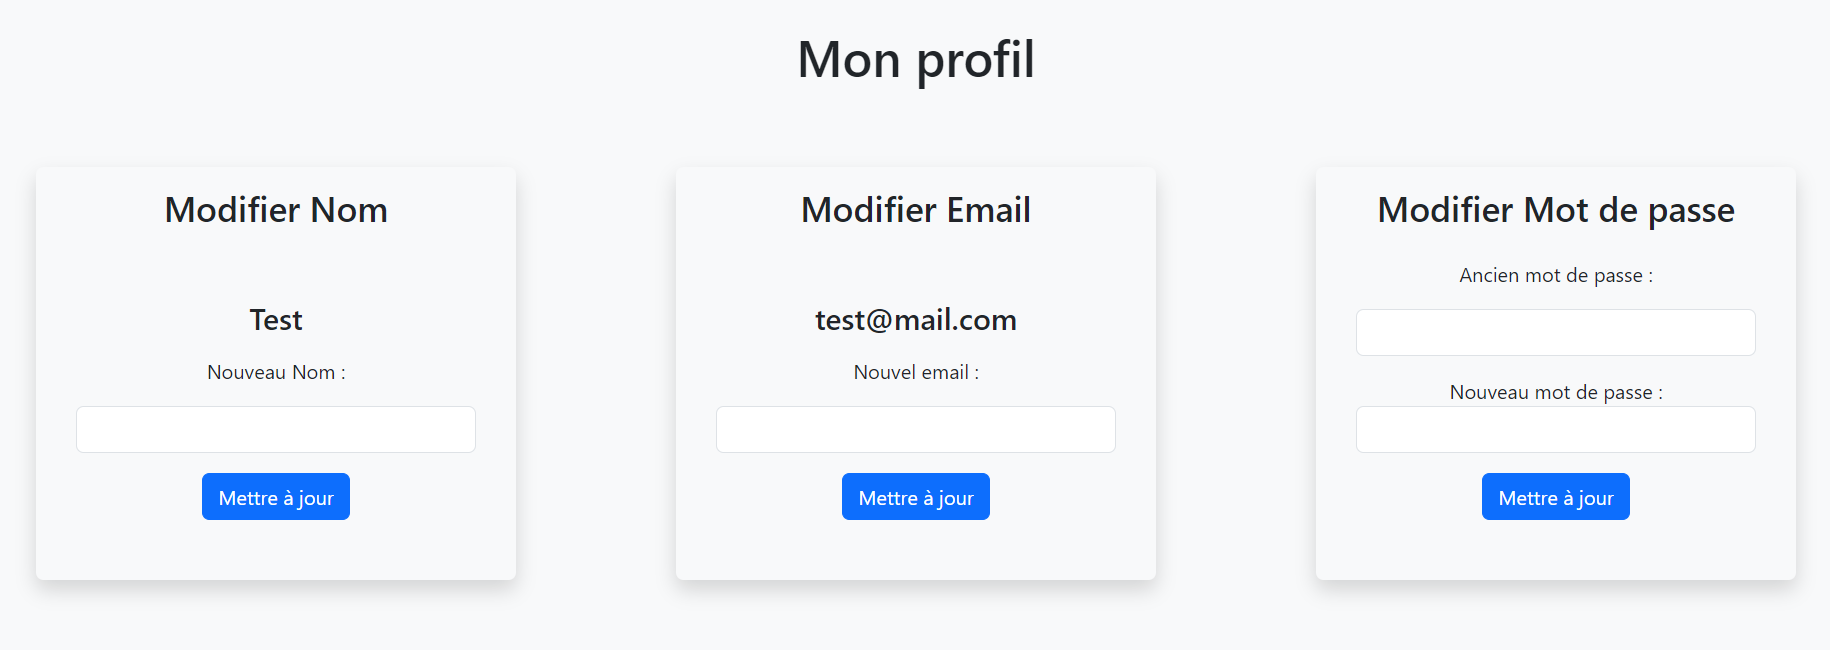 Mon profil
Modifier Nom
Test
Nouveau Nom :
Mettre à jour
Modifier Email
test@mail.com
Nouvel email :
Mettre à jour
Modifier Mot de passe
Ancien mot de passe :
Nouveau mot de passe :
Mettre à jour